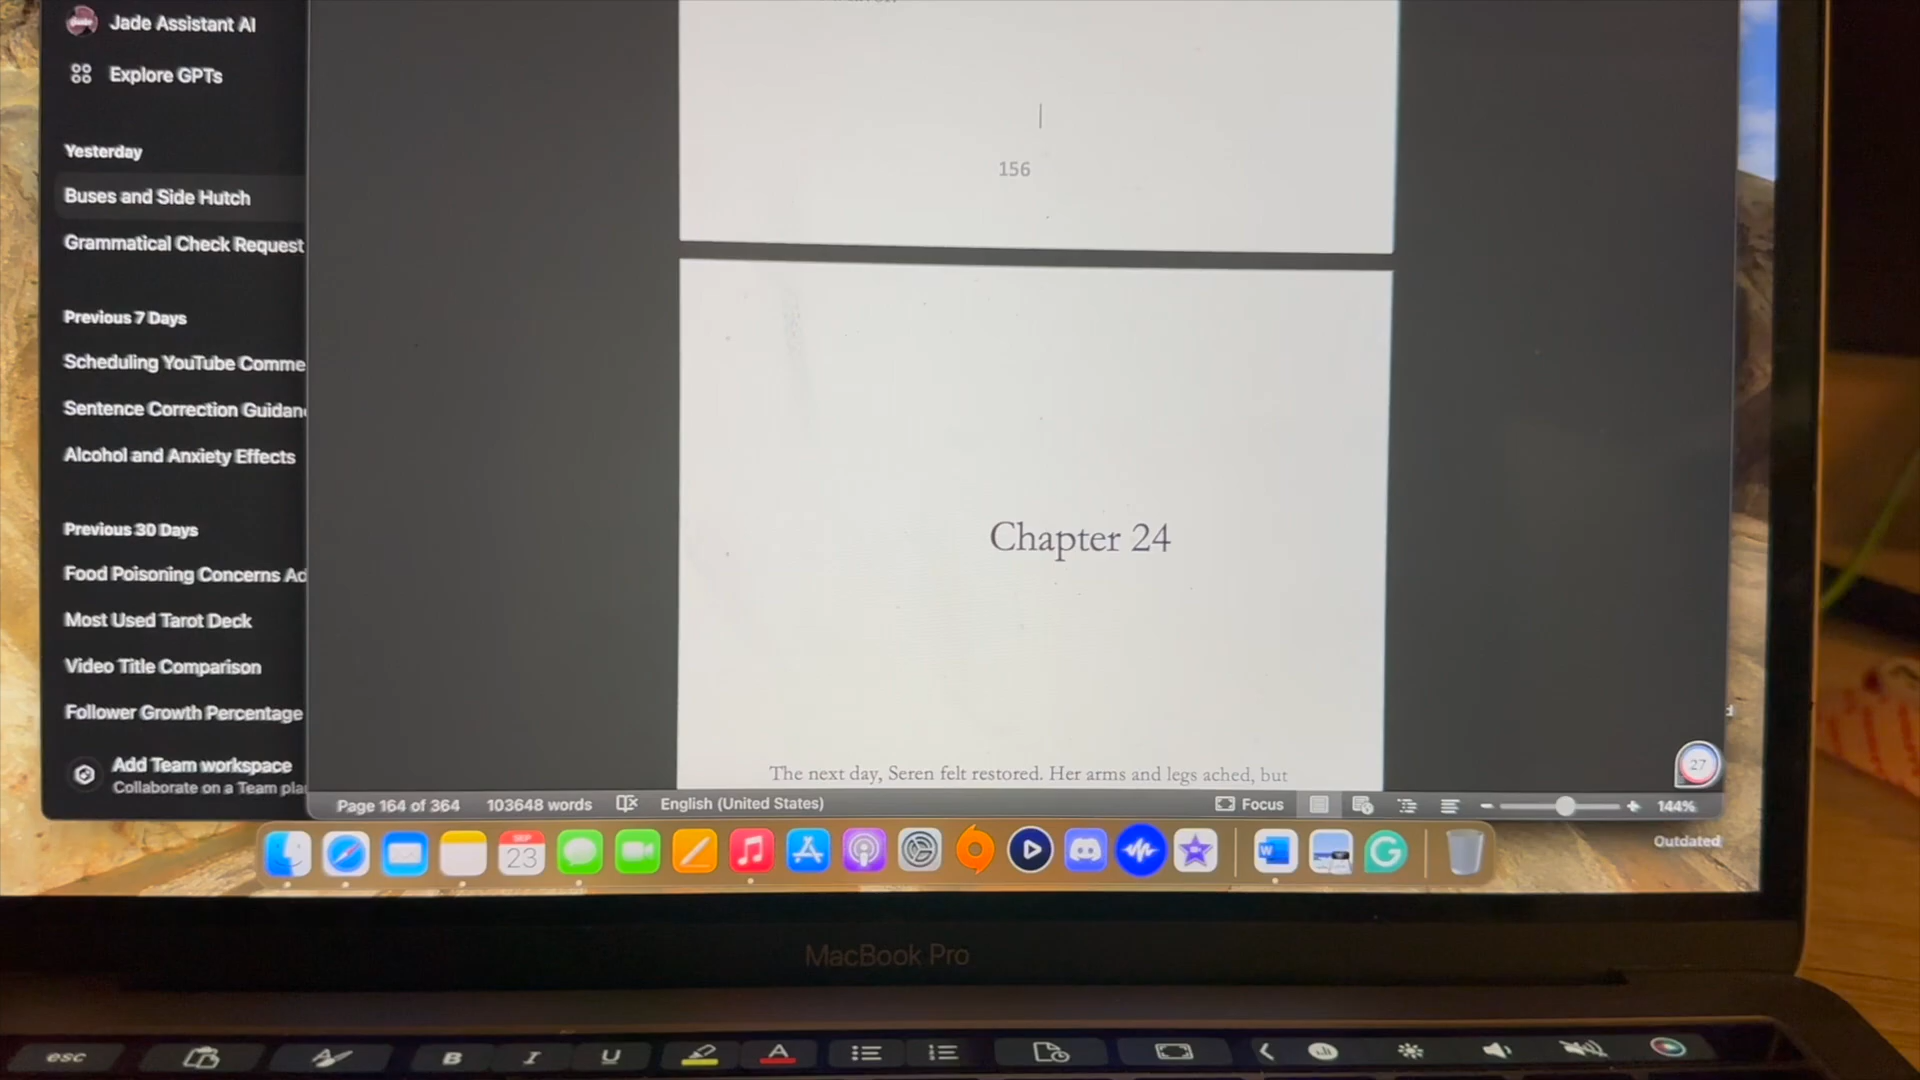 Jade Assistant AI
Explore GPTs
Yesterday
Buses and Side Hutch
Grammatical Check Request
Previous 7 Days
Scheduling YouTube Comme
Sentence Correction Guidan
Alcohol and Anxiety Effects
Previous 30 Days
Food Poisoning Concerns Ad
Most Used Tarot Deck
Video Title Comparison
Follower Growth Percentage
Add Team workspace
Collaborate on a Team pla
156
Chapter 24
The next day, Seren felt restored. Her arms and legs ached, but
27
Page 164 of 364 103648 words English (United States) Focus 144%
Outdated
SEP
23
W
G
MacBook Pro
esc B I U A